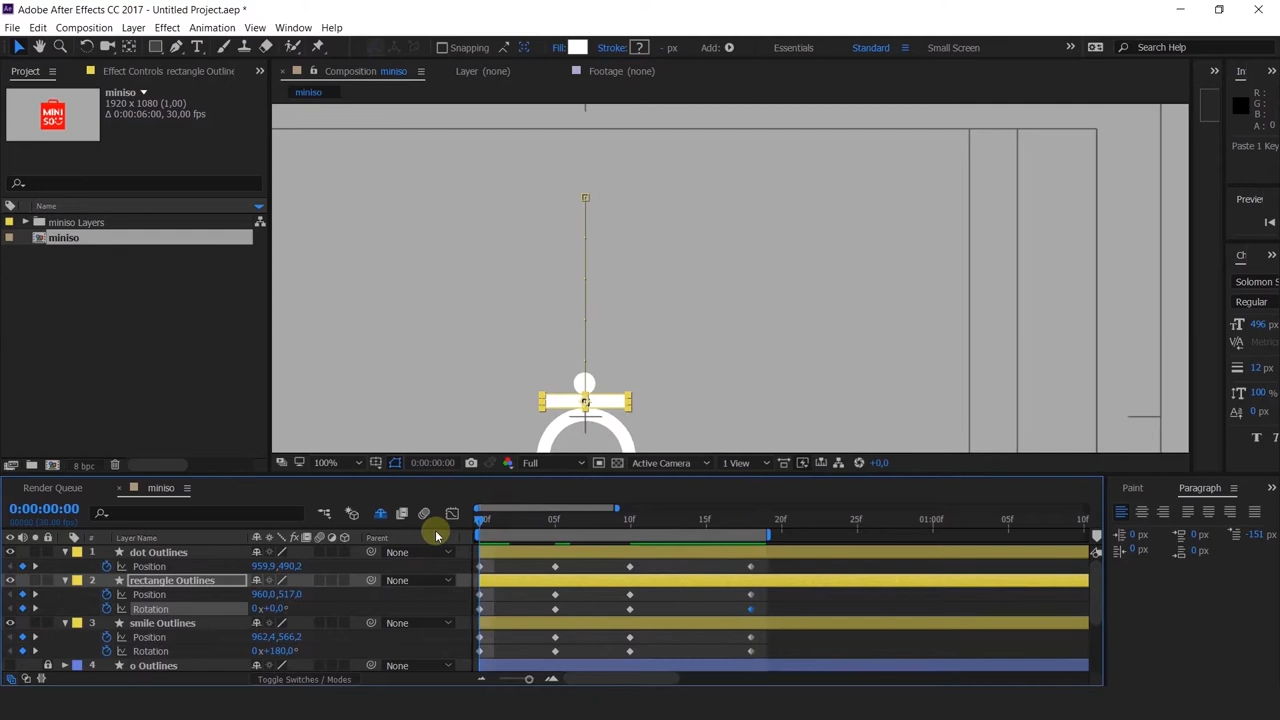 Adobe After Effects CC 2017 - Untitled Project.aep *
File Edit Composition Layer Effect Animation View Window Help
Snapping Fill: Stroke: ? - px Add: Essentials Standard Small Screen Search Help
Project Effect Controls rectangle Outline Composition miniso Layer (none) Footage (none) In
miniso
1920 x 1080 (1,00)
Δ 0:00:06:00, 30,00 fps
MINI
SO
miniso
R :
G :
B :
A : 0
Paste 1 Key
Preview
Name
miniso Layers
miniso
Ch
Solomon S
Regular
496 px
Metric
12 px
100 %
0 px
8 bpc 100% 0:00:00:00 Full Active Camera 1 View +0,0
Render Queue miniso Paint Paragraph
0:00:00:00
00000 (30.00 fps)
:00f 05f 10f 15f 20f 25f 01:00f 05f 10f
0 px 0 px -151 px
0 px 0 px
# Layer Name Parent
1 dot Outlines None
Position 959,9,490,2
2 rectangle Outlines None
Position 960,0,517,0
Rotation 0x+0,0°
3 smile Outlines None
Position 962,4,566,2
Rotation 0x+180,0°
4 o Outlines None
Toggle Switches / Modes